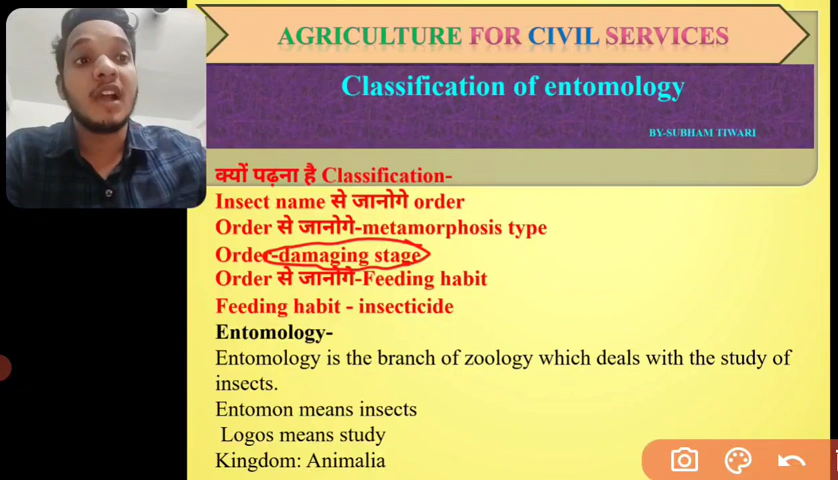 AGRICULTURE FOR CIVIL SERVICES
Classification of entomology
BY-SUBHAM TIWARI
क्यों पढ़ना है Classification-
Insect name से जानोगे order
Order से जानोगे-metamorphosis type
Order-damaging stage
Order से जानोगे-Feeding habit
Feeding habit - insecticide
Entomology-
Entomology is the branch of zoology which deals with the study of
insects.
Entomon means insects
Logos means study
Kingdom: Animalia